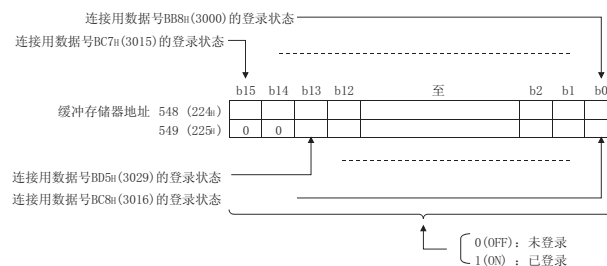 连接用数据号BB8H(3000)的登录状态
连接用数据号BC7H(3015)的登录状态
b15 b14 b13 b12 至 b2 b1 b0
缓冲存储器地址 548 (224H)
549 (225H) 0 0
连接用数据号BD5H(3029)的登录状态
连接用数据号BC8H(3016)的登录状态
0(OFF)：未登录
1(ON) ：已登录